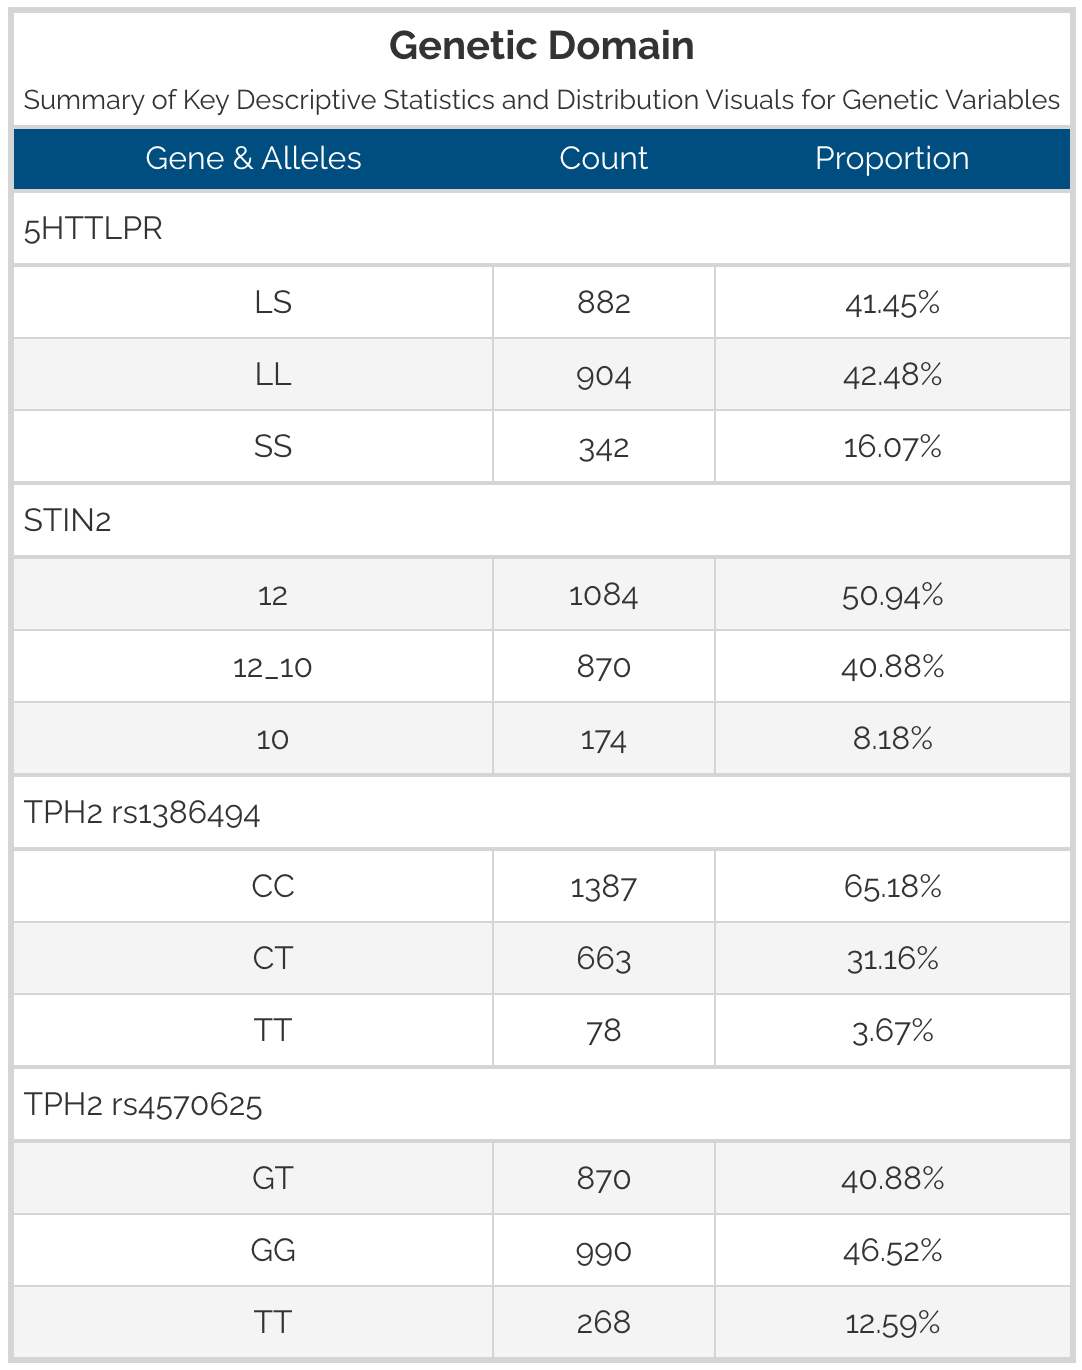 Genetic Domain
Summary of Key Descriptive Statistics and Distribution Visuals for Genetic Variables
Gene & Alleles Count Proportion
5HTTLPR
LS 882 41.45%
LL 904 42.48%
SS 342 16.07%
STIN2
12 1084 50.94%
12_10 870 40.88%
10 174 8.18%
TPH2 rs1386494
CC 1387 65.18%
CT 663 31.16%
TT 78 3.67%
TPH2 rs4570625
GT 870 40.88%
GG 990 46.52%
TT 268 12.59%